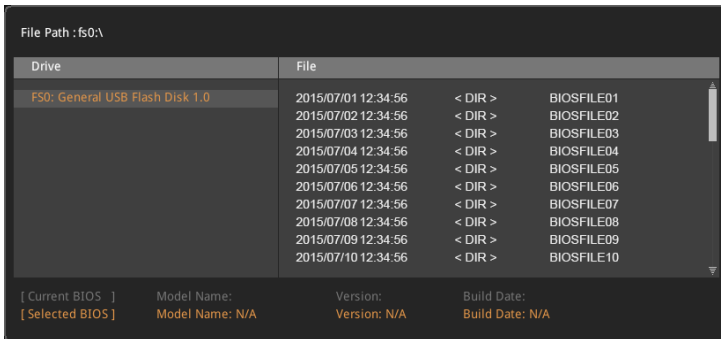 File Path : fs0:\
Drive File
FS0: General USB Flash Disk 1.0
2015/07/01 12:34:56 < DIR > BIOSFILE01
2015/07/02 12:34:56 < DIR > BIOSFILE02
2015/07/03 12:34:56 < DIR > BIOSFILE03
2015/07/04 12:34:56 < DIR > BIOSFILE04
2015/07/05 12:34:56 < DIR > BIOSFILE05
2015/07/06 12:34:56 < DIR > BIOSFILE06
2015/07/07 12:34:56 < DIR > BIOSFILE07
2015/07/08 12:34:56 < DIR > BIOSFILE08
2015/07/09 12:34:56 < DIR > BIOSFILE09
2015/07/10 12:34:56 < DIR > BIOSFILE10
[ Current BIOS ] Model Name: Version: Build Date:
[ Selected BIOS ] Model Name: N/A Version: N/A Build Date: N/A